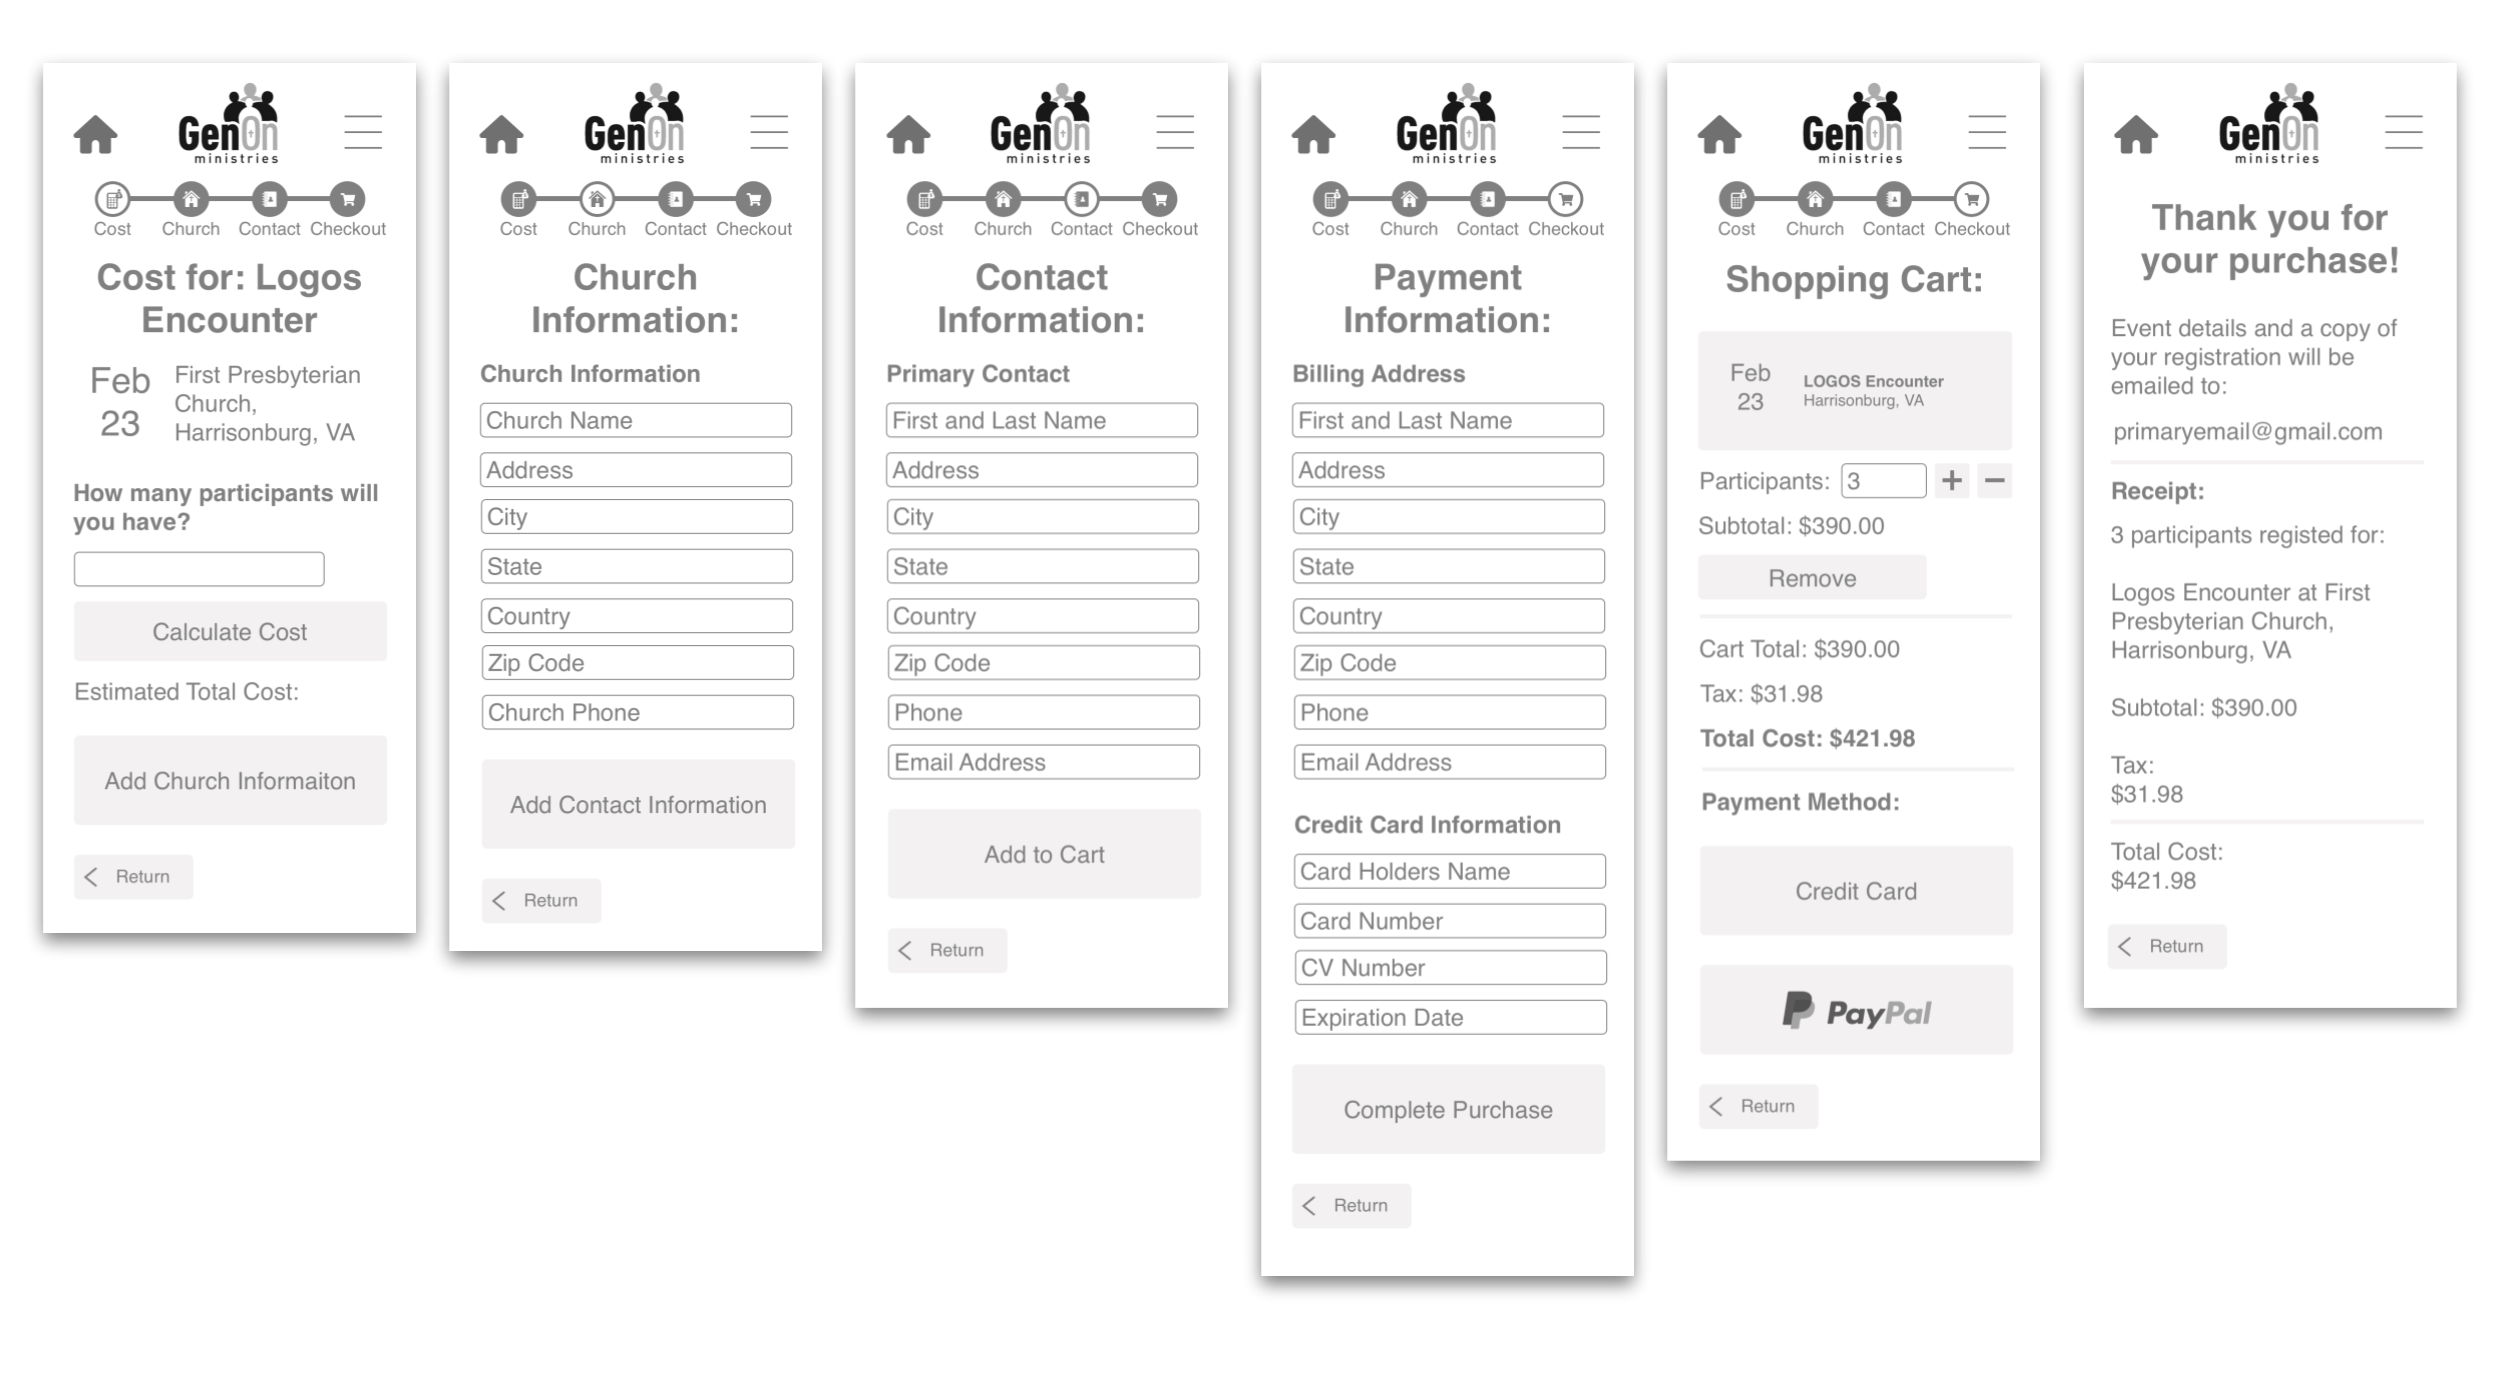 GenOn
ministries
Cost
Church
Contact
Checkout
Cost for: Logos
Encounter
Feb
23
First Presbyterian
Church,
Harrisonburg, VA
How many participants will
you have?
Calculate Cost
Estimated Total Cost:
Add Church Informaiton
Return
GenOn
ministries
Cost
Church
Contact
Checkout
Church
Information:
Church Information
Church Name
Address
City
State
Country
Zip Code
Church Phone
Add Contact Information
Return
GenOn
ministries
Cost
Church
Contact
Checkout
Contact
Information:
Primary Contact
First and Last Name
Address
City
State
Country
Zip Code
Phone
Email Address
Add to Cart
Return
GenOn
ministries
Cost
Church
Contact
Checkout
Payment
Information:
Billing Address
First and Last Name
Address
City
State
Country
Zip Code
Phone
Email Address
Credit Card Information
Card Holders Name
Card Number
CV Number
Expiration Date
Complete Purchase
Return
GenOn
ministries
Cost
Church
Contact
Checkout
Shopping Cart:
Feb
23
LOGOS Encounter
Harrisonburg, VA
Participants: 3 + −
Subtotal: $390.00
Remove
Cart Total: $390.00
Tax: $31.98
Total Cost: $421.98
Payment Method:
Credit Card
PayPal
Return
GenOn
ministries
Thank you for
your purchase!
Event details and a copy of
your registration will be
emailed to:
primaryemail@gmail.com
Receipt:
3 participants registed for:
Logos Encounter at First
Presbyterian Church,
Harrisonburg, VA
Subtotal: $390.00
Tax:
$31.98
Total Cost:
$421.98
Return